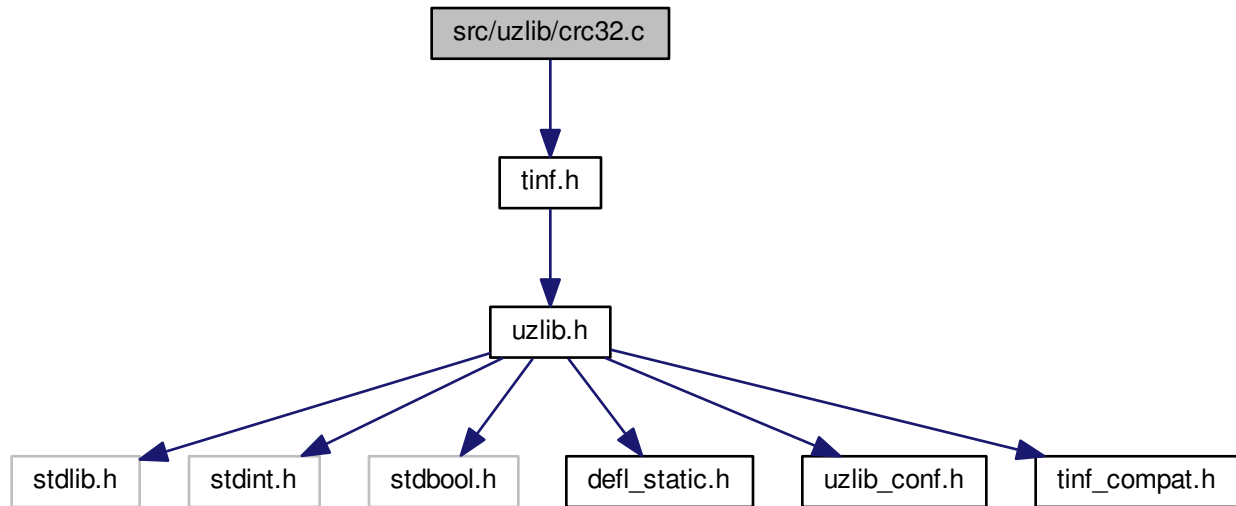 src/uzlib/crc32.c
tinf.h
uzlib.h
stdlib.h
stdint.h
stdbool.h
defl_static.h
uzlib_conf.h
tinf_compat.h